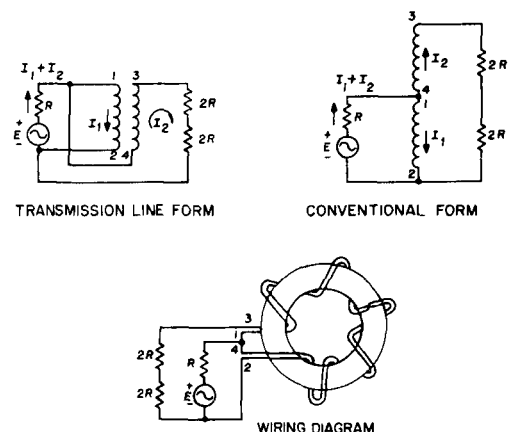 I₁ + I₂
R
+
E
-
1
I₁
2
3
I₂
4
2R
2R
TRANSMISSION LINE FORM
3
I₂
4
1
I₁
2
I₁ + I₂
R
+
E
-
2R
2R
CONVENTIONAL FORM
3
1
4
2
2R
2R
R
+
E
-
WIRING DIAGRAM